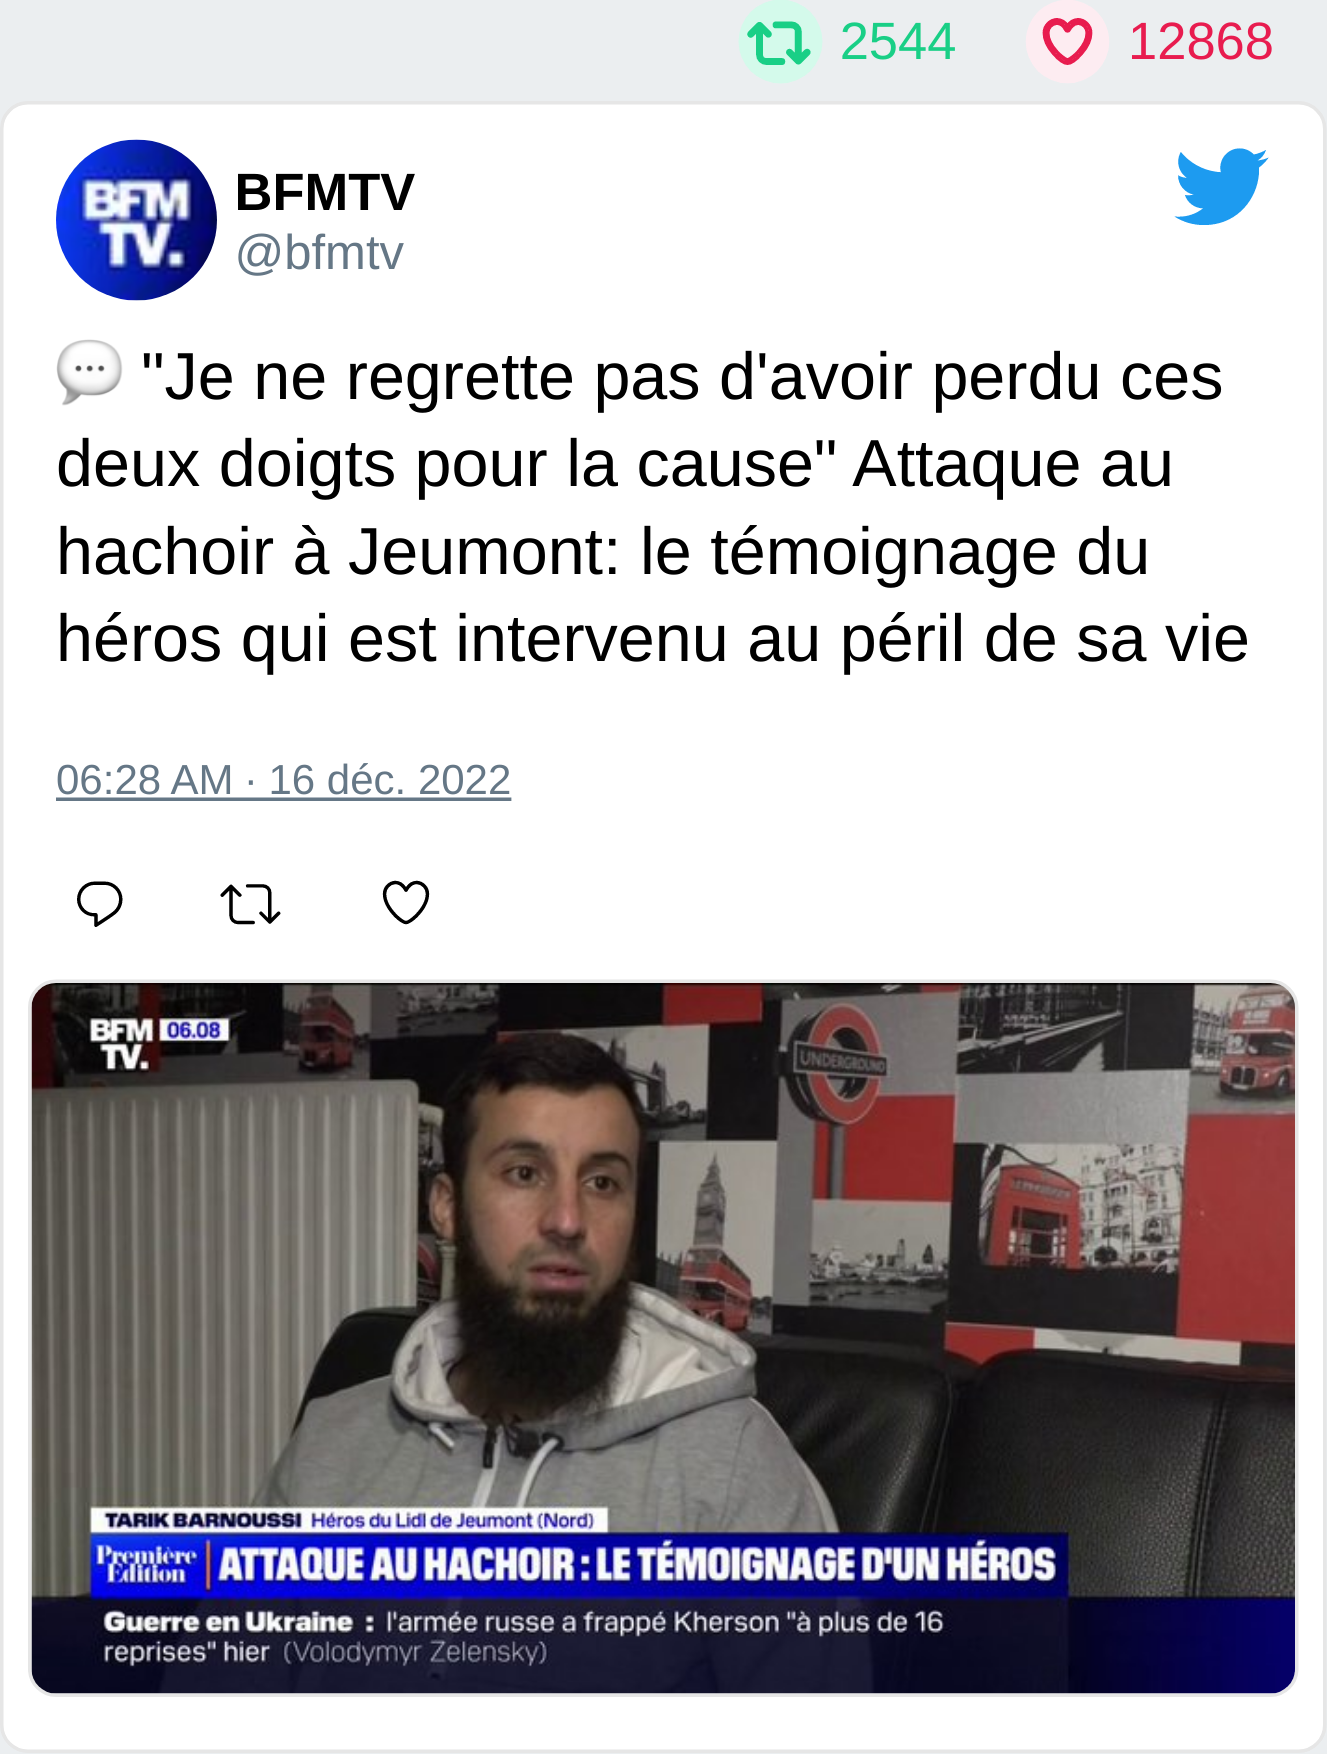 2544 12868
BFM
TV.
BFMTV
@bfmtv
💬 "Je ne regrette pas d'avoir perdu ces
deux doigts pour la cause" Attaque au
hachoir à Jeumont: le témoignage du
héros qui est intervenu au péril de sa vie
06:28 AM · 16 déc. 2022
BFM 06.08
TV.
UNDERGROUND
TARIK BARNOUSSI Héros du Lidl de Jeumont (Nord)
Première
Édition
ATTAQUE AU HACHOIR : LE TÉMOIGNAGE D'UN HÉROS
Guerre en Ukraine : l'armée russe a frappé Kherson "à plus de 16
reprises" hier (Volodymyr Zelensky)